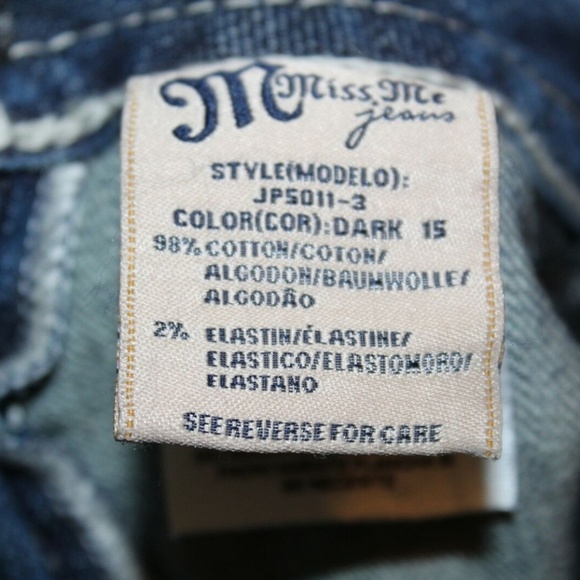 M Miss Me
jeans
STYLE(MODELO):
JP5011-3
COLOR(COR):DARK 15
98% COTTON/COTON/
ALGODON/BAUMWOLLE/
ALGODÃO
2% ELASTIN/ÉLASTINE/
ELASTICO/ELASTOMORO/
ELASTANO
SEE REVERSE FOR CARE